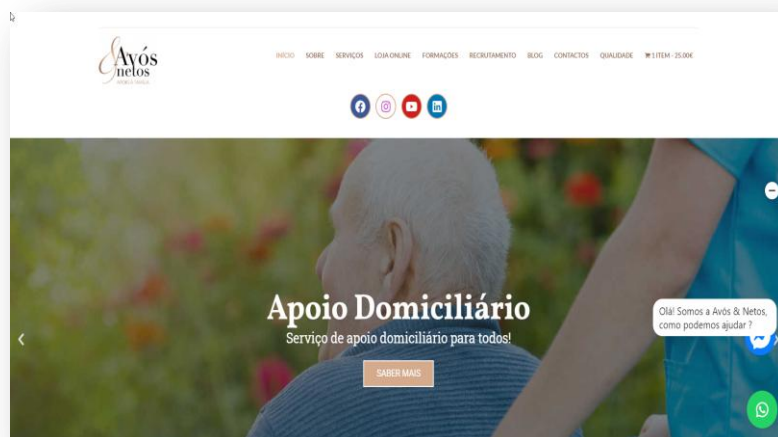 Avós
& netos
INÍCIO SOBRE SERVIÇOS LOJA ONLINE FORMAÇÕES RECRUTAMENTO BLOG CONTACTOS QUALIDADE 1 ITEM - 25.00€
Apoio Domiciliário
Serviço de apoio domiciliário para todos!
SABER MAIS
Olá! Somos a Avós & Netos,
como podemos ajudar ?